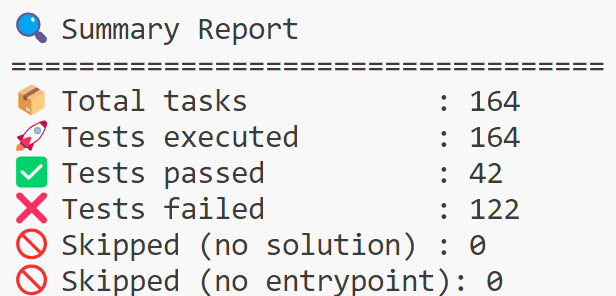 🔍 Summary Report
===================================
📦 Total tasks : 164
🚀 Tests executed : 164
✅ Tests passed : 42
❌ Tests failed : 122
🚫 Skipped (no solution) : 0
🚫 Skipped (no entrypoint): 0